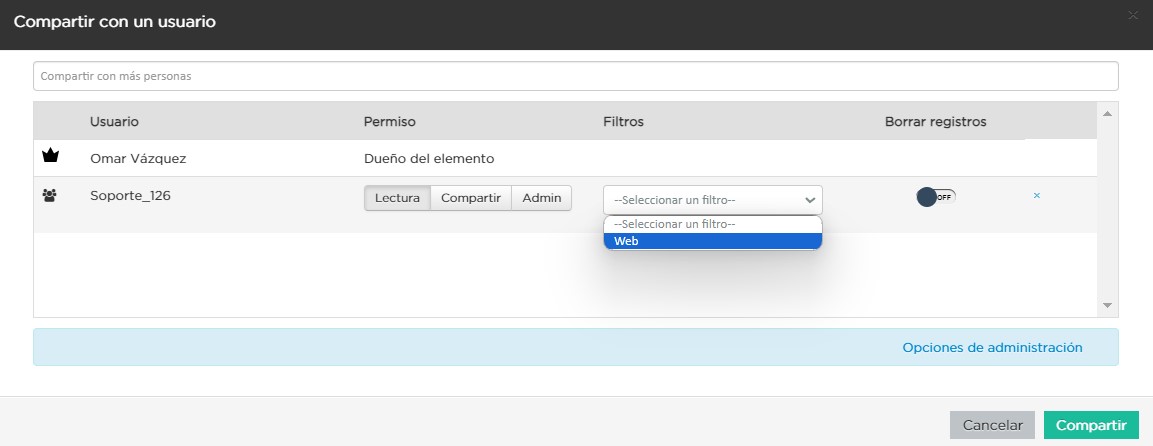 Compartir con un usuario
Compartir con más personas
Usuario Permiso Filtros Borrar registros
Omar Vázquez Dueño del elemento
Soporte_126 Lectura Compartir Admin --Seleccionar un filtro-- OFF
--Seleccionar un filtro--
Web
Opciones de administración
Cancelar Compartir